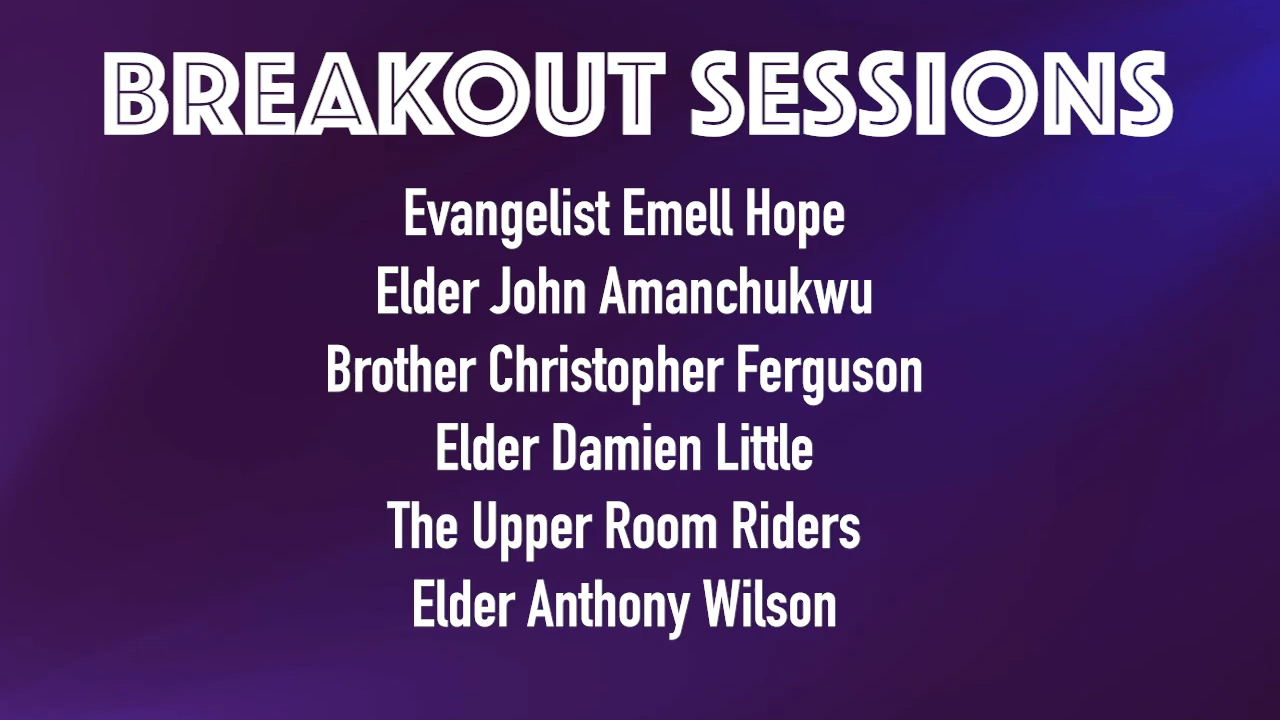 BREAKOUT SESSIONS
Evangelist Emell Hope
Elder John Amanchukwu
Brother Christopher Ferguson
Elder Damien Little
The Upper Room Riders
Elder Anthony Wilson